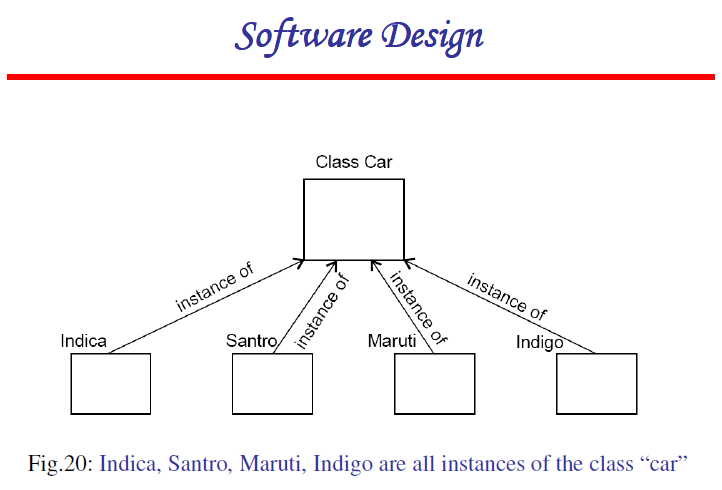 Software Design
Class Car
instance of
instance of
instance of
instance of
Indica
Santro
Maruti
Indigo
Fig.20: Indica, Santro, Maruti, Indigo are all instances of the class “car”